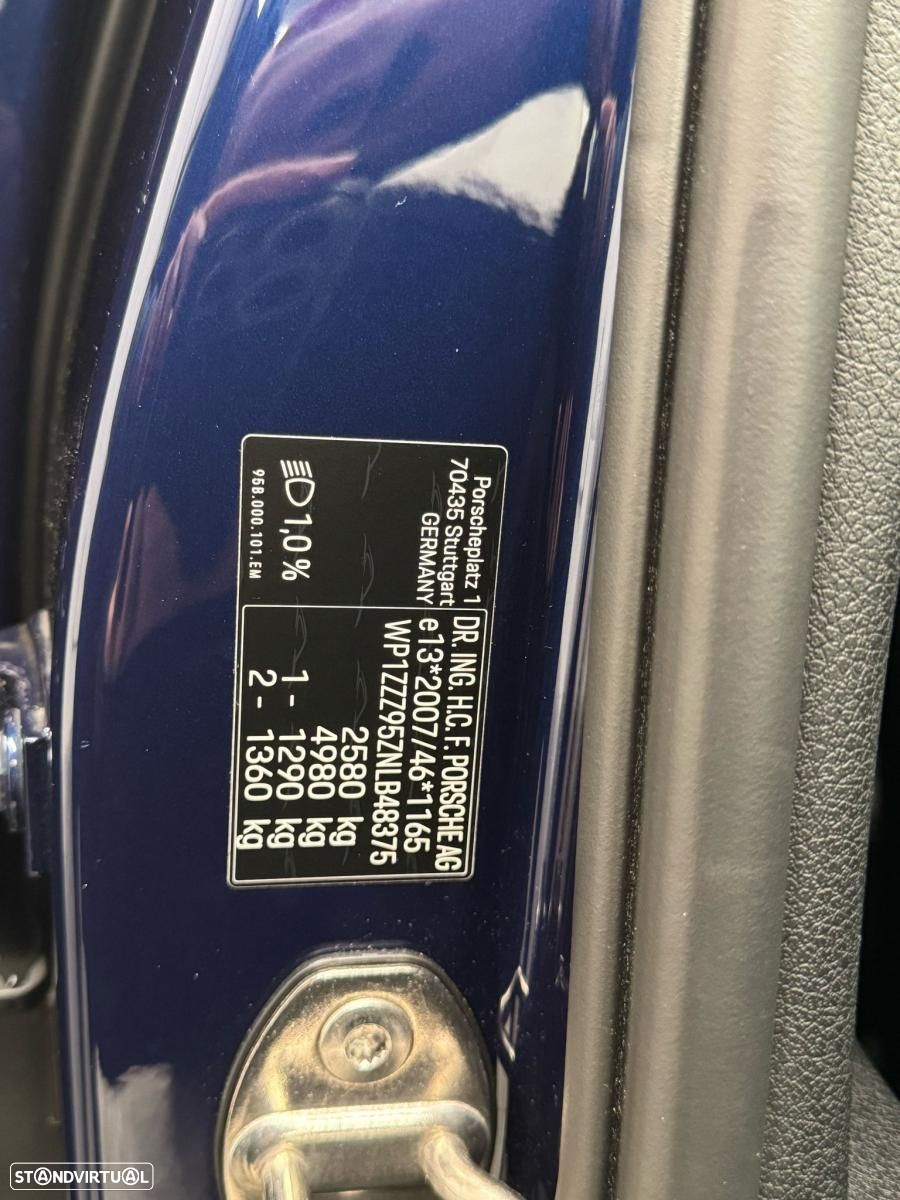 Porscheplatz 1
70435 Stuttgart
GERMANY
1,0 %
95B.000.101.EM
DR. ING. H.C. F. PORSCHE AG
e13*2007/46*1165
WP1ZZZ95ZNLB48375
2580 kg
4980 kg
1 - 1290 kg
2 - 1360 kg
STANDVIRTUAL